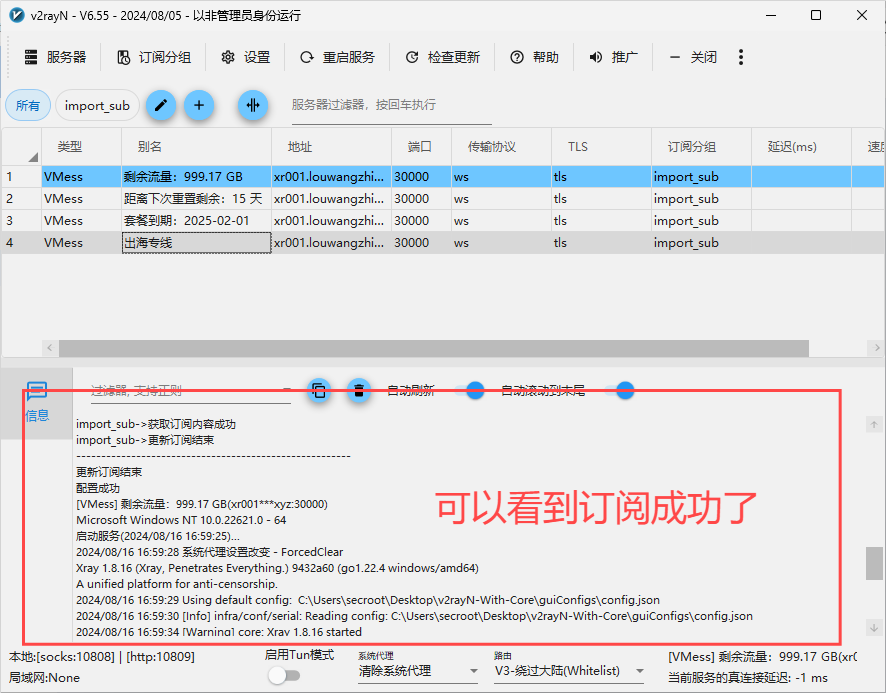 v2rayN - V6.55 - 2024/08/05 - 以非管理员身份运行
服务器 订阅分组 设置 重启服务 检查更新 帮助 推广 关闭
所有 import_sub 服务器过滤器，按回车执行
类型 别名 地址 端口 传输协议 TLS 订阅分组 延迟(ms)
1 VMess 剩余流量：999.17 GB xr001.louwangzhi... 30000 ws tls import_sub
2 VMess 距离下次重置剩余：15 天 xr001.louwangzhi... 30000 ws tls import_sub
3 VMess 套餐到期：2025-02-01 xr001.louwangzhi... 30000 ws tls import_sub
4 VMess 出海专线 xr001.louwangzhi... 30000 ws tls import_sub
过滤器, 支持正则 自动刷新 自动滚动到末尾
信息
import_sub->获取订阅内容成功
import_sub->更新订阅结束
-------------------------------------------------------
更新订阅结束
配置成功
[VMess] 剩余流量：999.17 GB(xr001***xyz:30000)
Microsoft Windows NT 10.0.22621.0 - 64
启动服务(2024/08/16 16:59:25)...
2024/08/16 16:59:28 系统代理设置改变 - ForcedClear
Xray 1.8.16 (Xray, Penetrates Everything.) 9432a60 (go1.22.4 windows/amd64)
A unified platform for anti-censorship.
2024/08/16 16:59:29 Using default config: C:\Users\secroot\Desktop\v2rayN-With-Core\guiConfigs\config.json
2024/08/16 16:59:30 [Info] infra/conf/serial: Reading config: C:\Users\secroot\Desktop\v2rayN-With-Core\guiConfigs\config.json
2024/08/16 16:59:34 [Warning] core: Xray 1.8.16 started
可以看到订阅成功了
本地:[socks:10808] | [http:10809]
局域网:None
启用Tun模式
系统代理
清除系统代理
路由
V3-绕过大陆(Whitelist)
[VMess] 剩余流量：999.17 GB(xr0
当前服务的真连接延迟: -1 ms